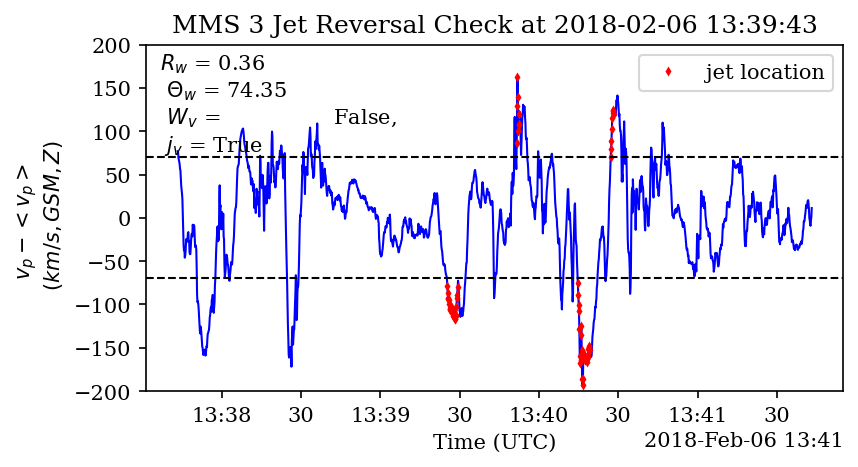 MMS 3 Jet Reversal Check at 2018-02-06 13:39:43
R_w = 0.36
Θ_w = 74.35
W_v = False,
j_v = True
jet location
v_p − <v_p>
(km/s, GSM, Z)
200
150
100
50
0
−50
−100
−150
−200
13:38 30 13:39 30 13:40 30 13:41 30
Time (UTC)
2018-Feb-06 13:41